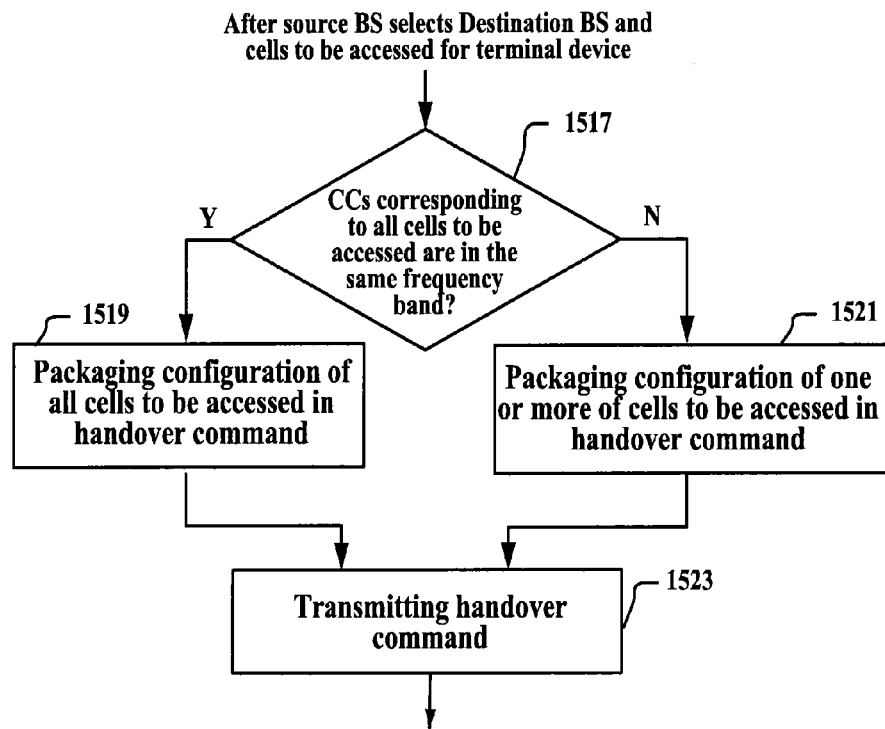 After source BS selects Destination BS and
cells to be accessed for terminal device
1517
CCs corresponding
to all cells to be
accessed are in the
same frequency
band?
Y
N
1519
Packaging configuration of
all cells to be accessed in
handover command
1521
Packaging configuration of one
or more of cells to be accessed in
handover command
Transmitting handover
command
1523